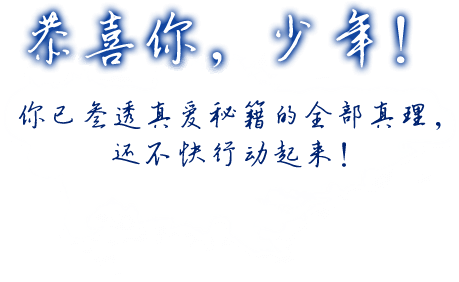 恭喜你，少年！
你已叁透真爱秘籍的全部真理，
还不快行动起来！